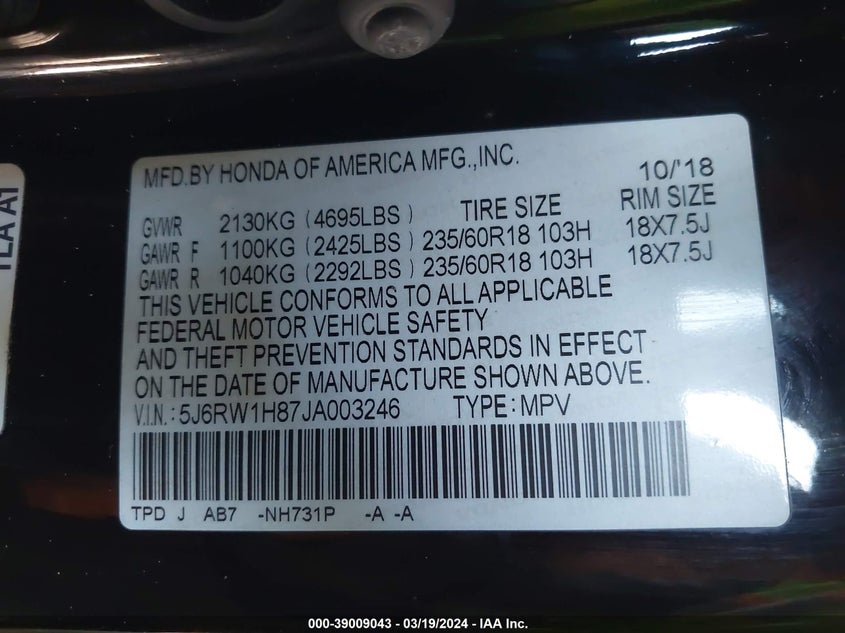 MFD.BY HONDA OF AMERICA MFG.,INC.
10/'18
GVWR 2130KG (4695LBS) TIRE SIZE RIM SIZE
GAWR F 1100KG (2425LBS) 235/60R18 103H 18X7.5J
GAWR R 1040KG (2292LBS) 235/60R18 103H 18X7.5J
THIS VEHICLE CONFORMS TO ALL APPLICABLE
FEDERAL MOTOR VEHICLE SAFETY
AND THEFT PREVENTION STANDARDS IN EFFECT
ON THE DATE OF MANUFACTURE SHOWN ABOVE.
V.I.N.: 5J6RW1H87JA003246 TYPE: MPV
TPD J AB7 -NH731P -A -A
TLA A1
000-39009043 - 03/19/2024 - IAA Inc.